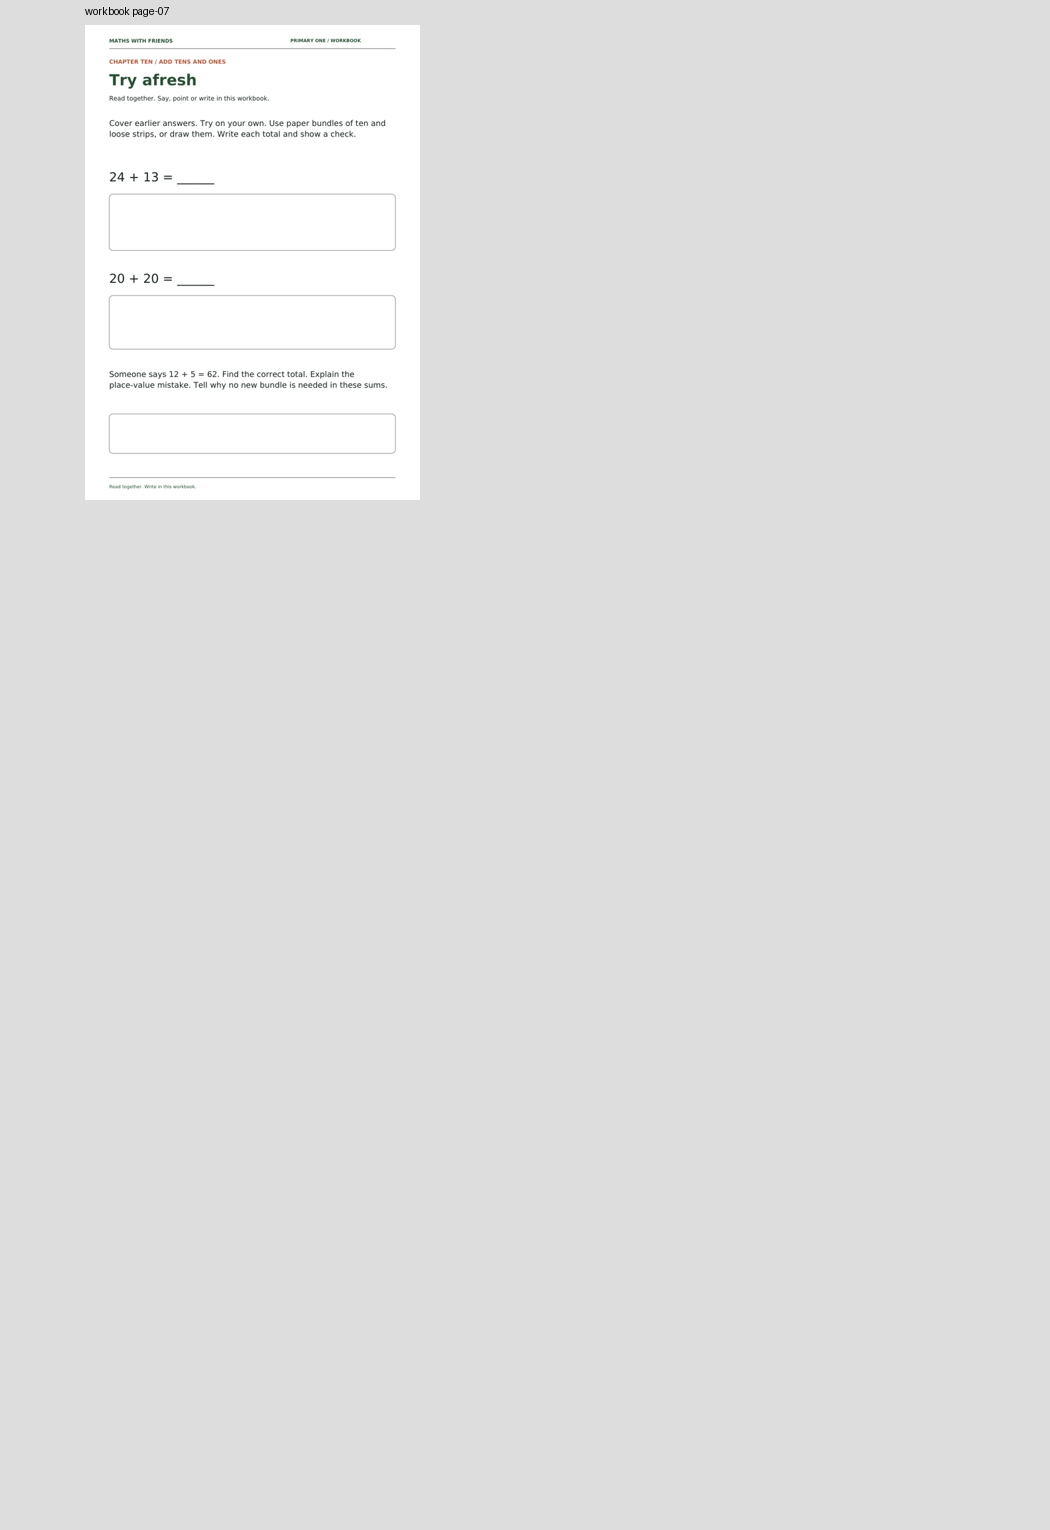 workbook page-07
MATHS WITH FRIENDS
PRIMARY ONE / WORKBOOK
CHAPTER TEN / ADD TENS AND ONES
Try afresh
Read together. Say, point or write in this workbook.
Cover earlier answers. Try on your own. Use paper bundles of ten and
loose strips, or draw them. Write each total and show a check.
24 + 13 = ______
20 + 20 = ______
Someone says 12 + 5 = 62. Find the correct total. Explain the
place-value mistake. Tell why no new bundle is needed in these sums.
Read together. Write in this workbook.